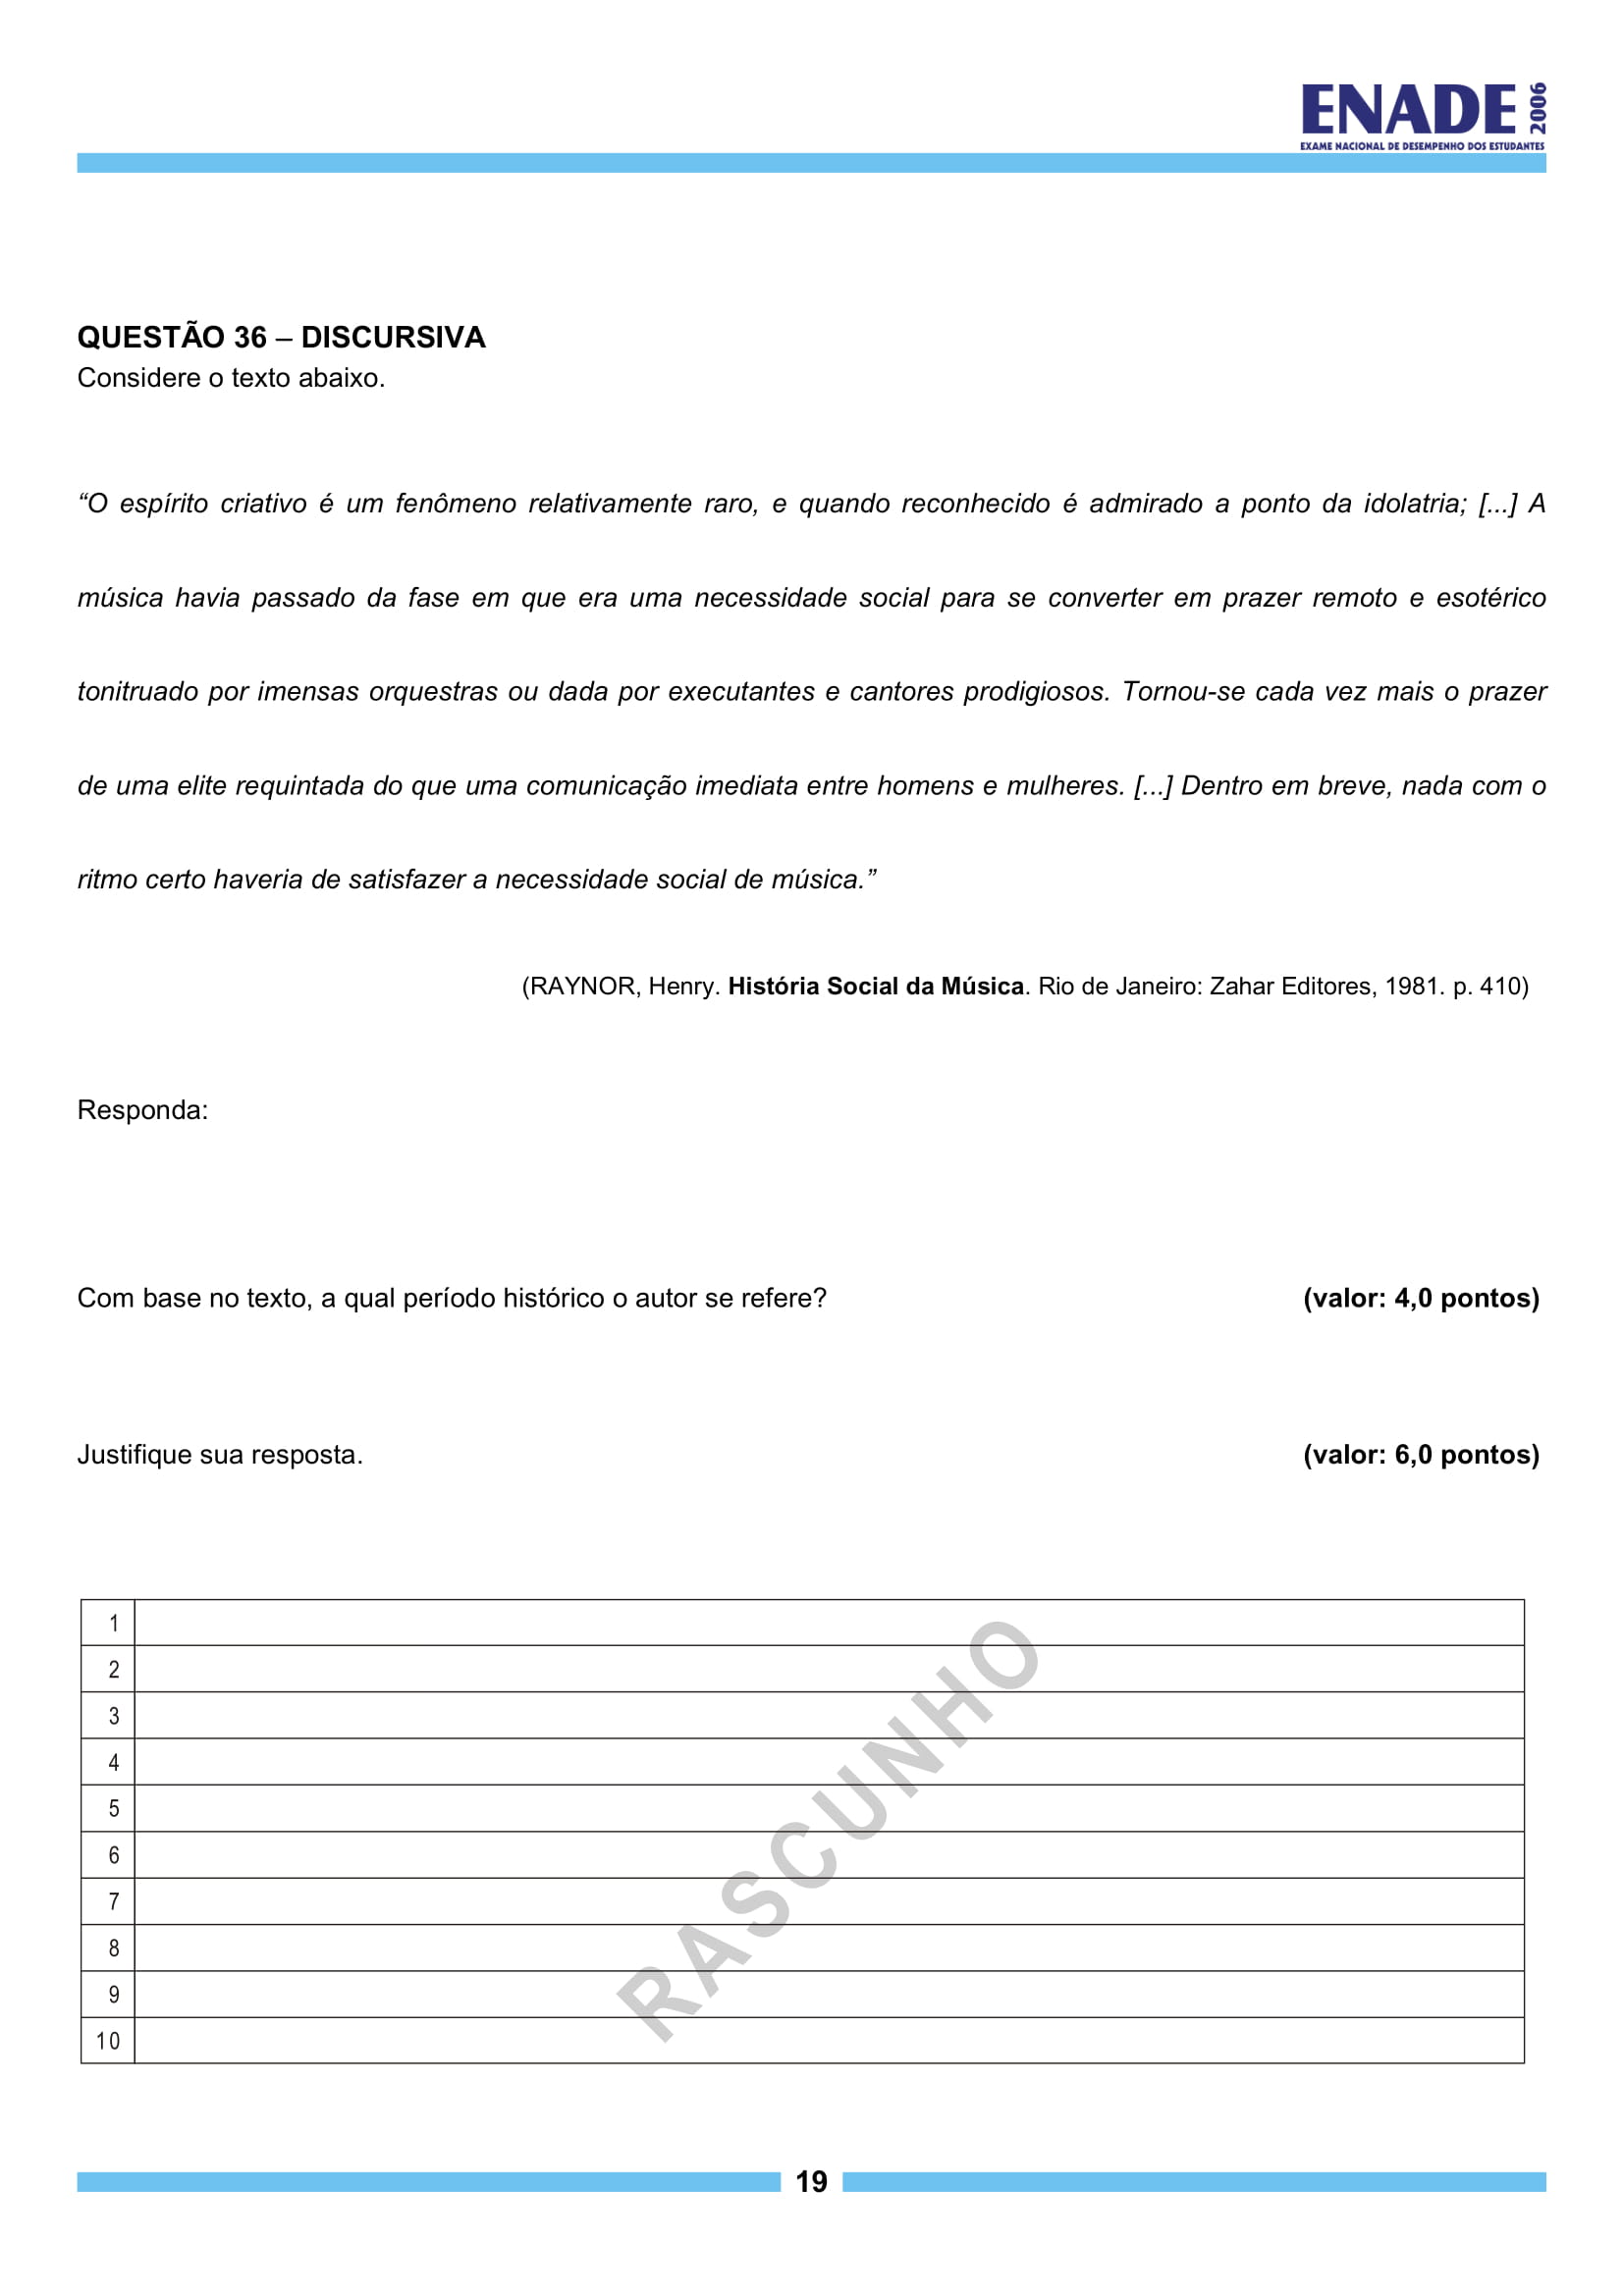 ENADE 2006
EXAME NACIONAL DE DESEMPENHO DOS ESTUDANTES
QUESTÃO 36 – DISCURSIVA
Considere o texto abaixo.
“O espírito criativo é um fenômeno relativamente raro, e quando reconhecido é admirado a ponto da idolatria; [...] A
música havia passado da fase em que era uma necessidade social para se converter em prazer remoto e esotérico
tonitruado por imensas orquestras ou dada por executantes e cantores prodigiosos. Tornou-se cada vez mais o prazer
de uma elite requintada do que uma comunicação imediata entre homens e mulheres. [...] Dentro em breve, nada com o
ritmo certo haveria de satisfazer a necessidade social de música.”
(RAYNOR, Henry. História Social da Música. Rio de Janeiro: Zahar Editores, 1981. p. 410)
Responda:
Com base no texto, a qual período histórico o autor se refere? (valor: 4,0 pontos)
Justifique sua resposta. (valor: 6,0 pontos)
1
2
3
4
5
6
7
8
9
10
RASCUNHO
19